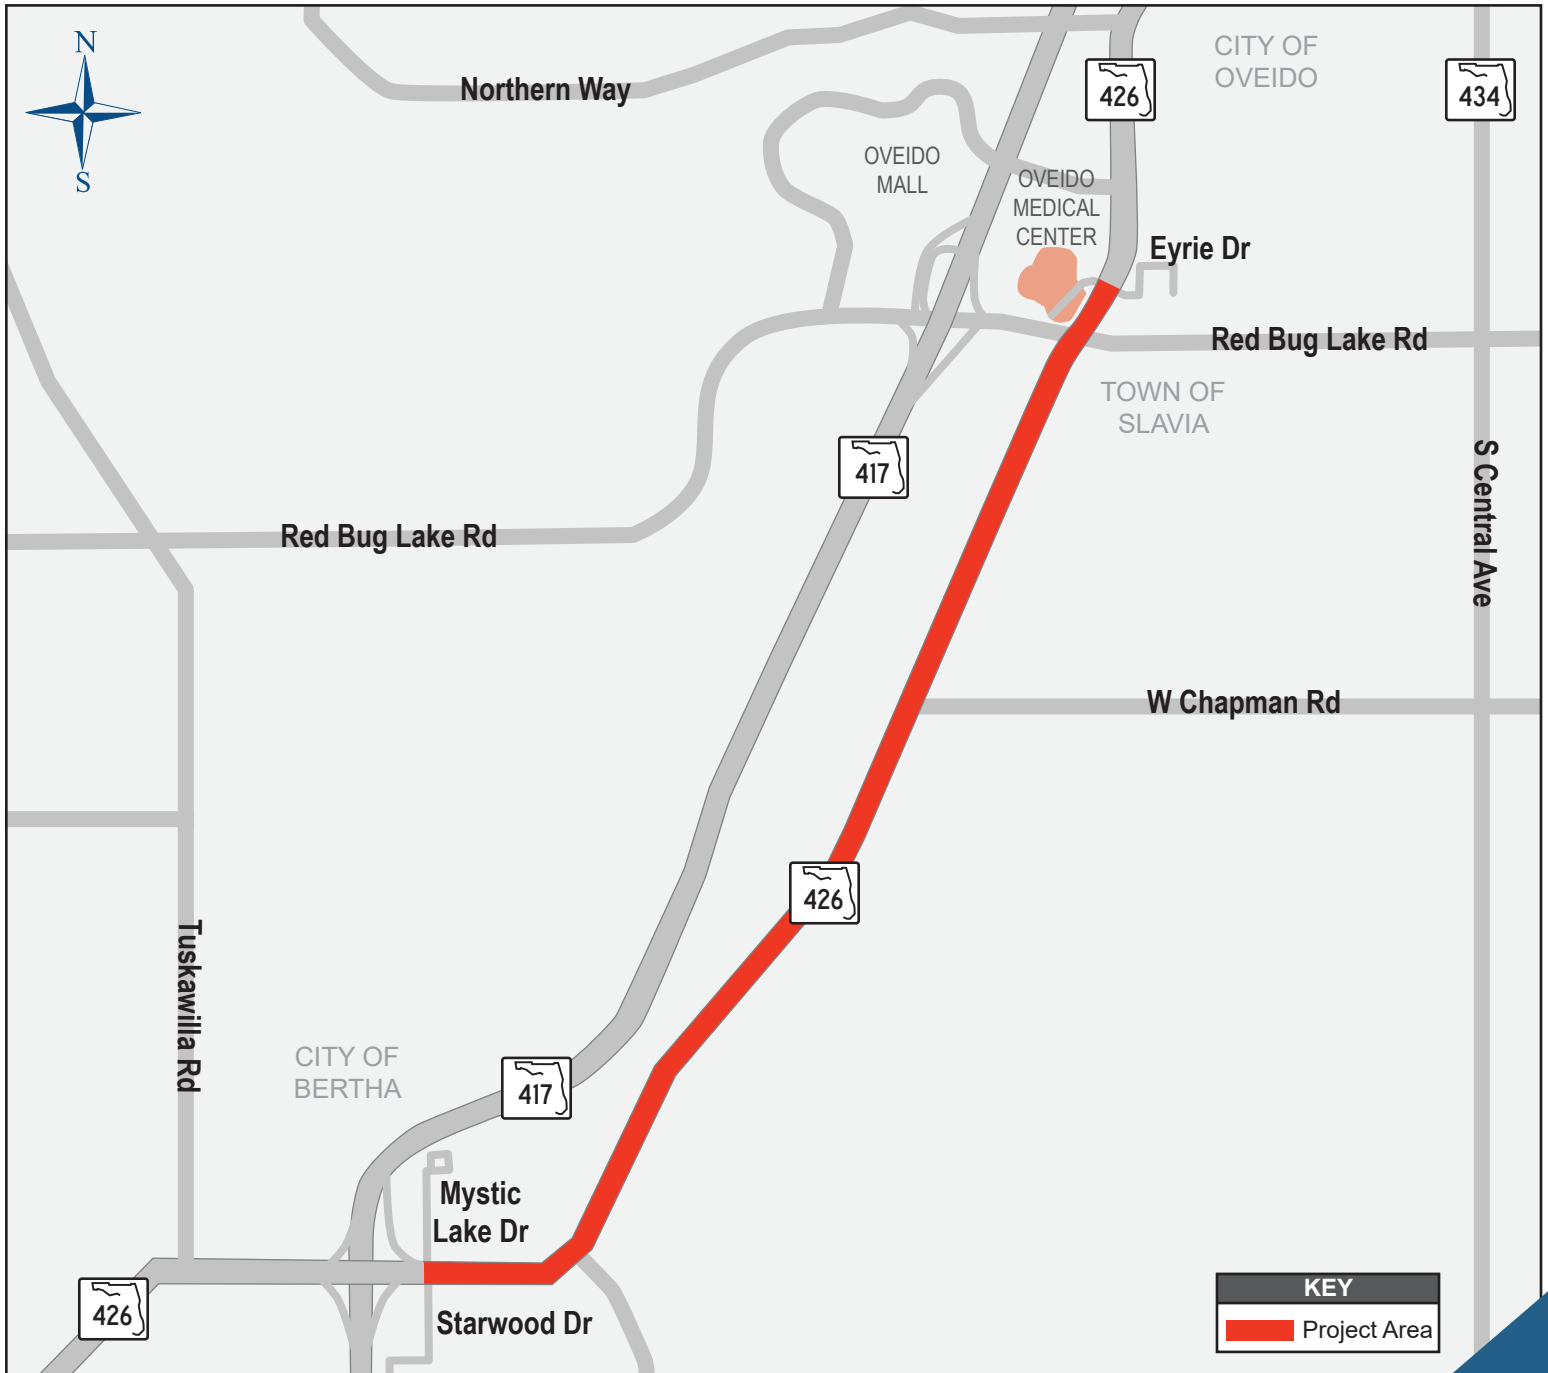 N
S
Northern Way
CITY OF
OVEIDO
426
434
OVEIDO
MALL
OVEIDO
MEDICAL
CENTER
Eyrie Dr
Red Bug Lake Rd
TOWN OF
SLAVIA
417
S Central Ave
Red Bug Lake Rd
W Chapman Rd
426
Tuskawilla Rd
CITY OF
BERTHA
417
Mystic
Lake Dr
426
Starwood Dr
KEY
Project Area